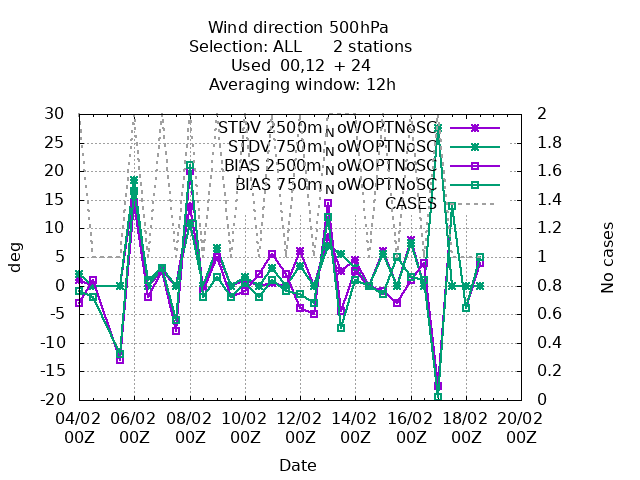 Wind direction 500hPa
Selection: ALL 2 stations
Used 00,12 + 24
Averaging window: 12h
STDV 2500m NoWOPTNoSC
STDV 750m NoWOPTNoSC
BIAS 2500m NoWOPTNoSC
BIAS 750m NoWOPTNoSC
CASES
deg
30
25
20
15
10
5
0
-5
-10
-15
-20
No cases
2
1.8
1.6
1.4
1.2
1
0.8
0.6
0.4
0.2
0
04/02 06/02 08/02 10/02 12/02 14/02 16/02 18/02 20/02
00Z 00Z 00Z 00Z 00Z 00Z 00Z 00Z 00Z
Date